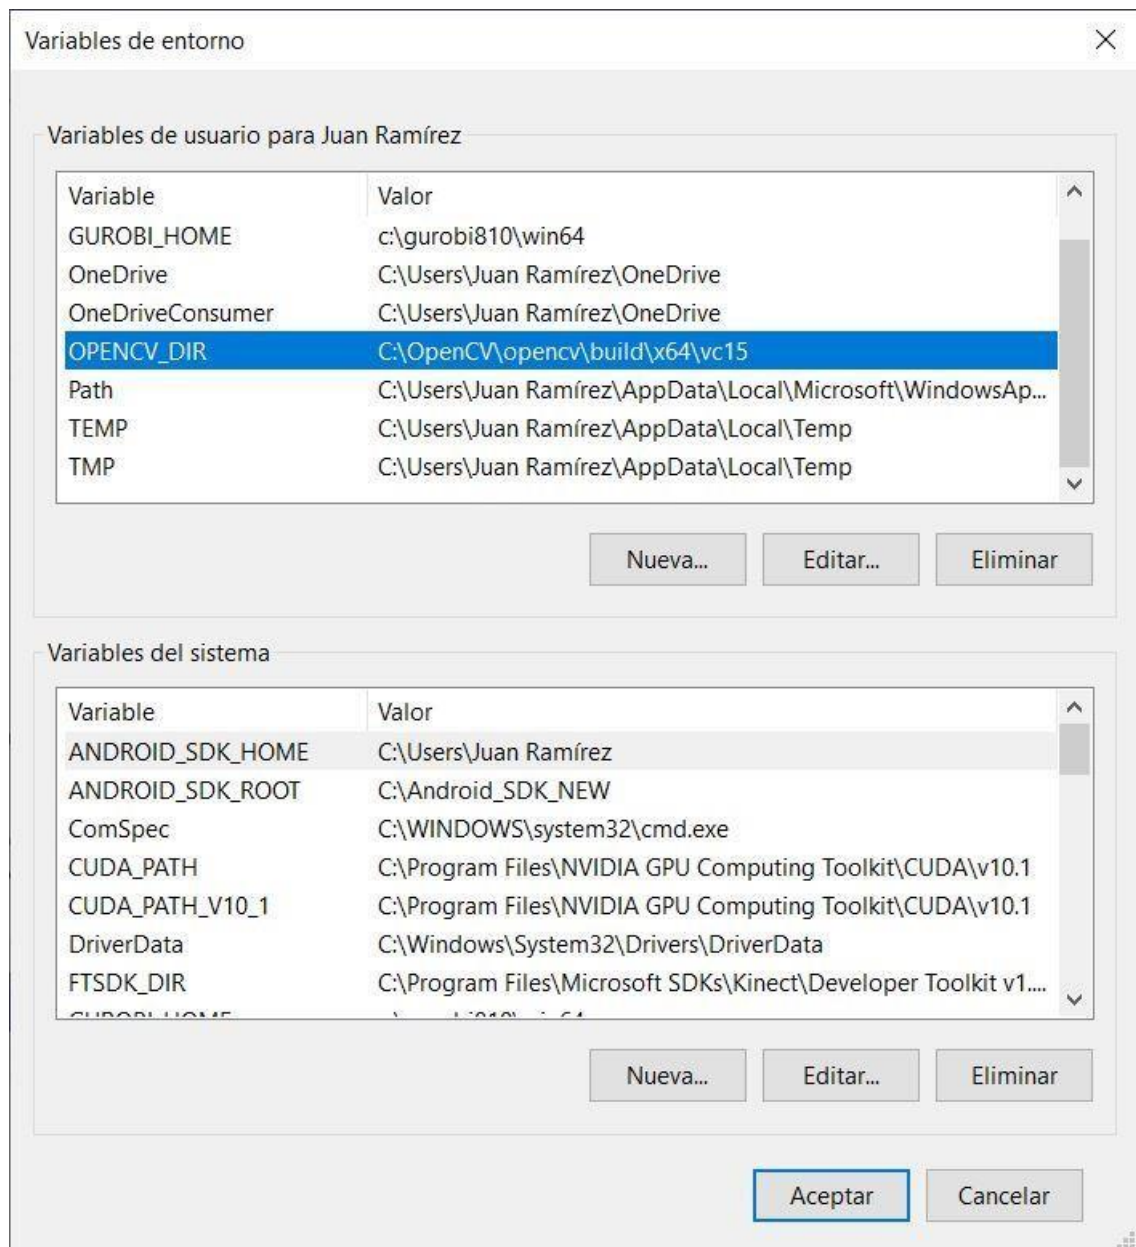 Variables de entorno
Variables de usuario para Juan Ramírez
Variable Valor
GUROBI_HOME c:\gurobi810\win64
OneDrive C:\Users\Juan Ramírez\OneDrive
OneDriveConsumer C:\Users\Juan Ramírez\OneDrive
OPENCV_DIR C:\OpenCV\opencv\build\x64\vc15
Path C:\Users\Juan Ramírez\AppData\Local\Microsoft\WindowsAp...
TEMP C:\Users\Juan Ramírez\AppData\Local\Temp
TMP C:\Users\Juan Ramírez\AppData\Local\Temp
Nueva... Editar... Eliminar
Variables del sistema
Variable Valor
ANDROID_SDK_HOME C:\Users\Juan Ramírez
ANDROID_SDK_ROOT C:\Android_SDK_NEW
ComSpec C:\WINDOWS\system32\cmd.exe
CUDA_PATH C:\Program Files\NVIDIA GPU Computing Toolkit\CUDA\v10.1
CUDA_PATH_V10_1 C:\Program Files\NVIDIA GPU Computing Toolkit\CUDA\v10.1
DriverData C:\Windows\System32\Drivers\DriverData
FTSDK_DIR C:\Program Files\Microsoft SDKs\Kinect\Developer Toolkit v1....
Nueva... Editar... Eliminar
Aceptar Cancelar